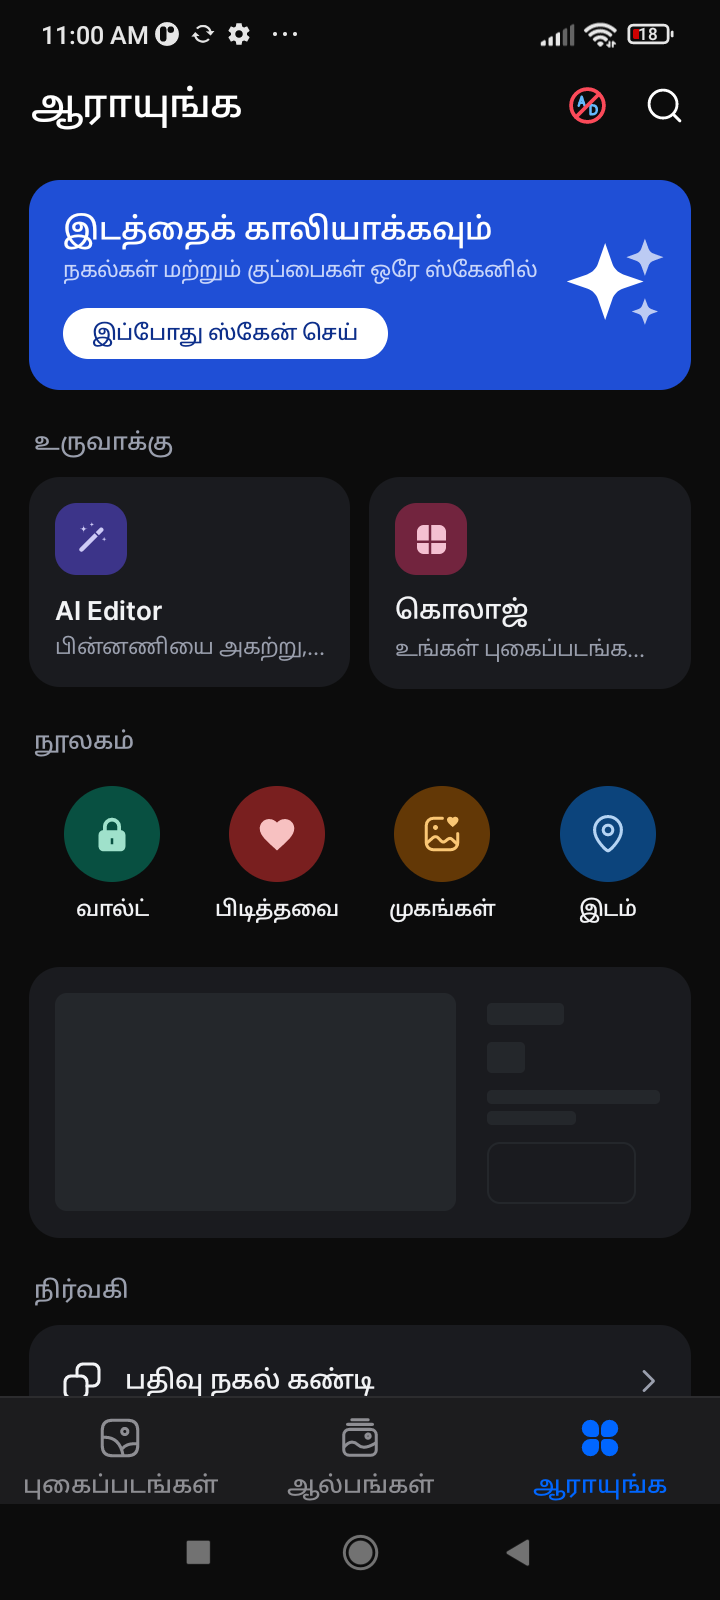 11:00 AM
18
ஆராயுங்க
AD
இடத்தைக் காலியாக்கவும்
நகல்கள் மற்றும் குப்பைகள் ஒரே ஸ்கேனில்
இப்போது ஸ்கேன் செய்
உருவாக்கு
AI Editor
பின்னணியை அகற்று,...
கொலாஜ்
உங்கள் புகைப்படங்க...
நூலகம்
வால்ட்
பிடித்தவை
முகங்கள்
இடம்
நிர்வகி
பதிவு நகல் கண்டி
புகைப்படங்கள்
ஆல்பங்கள்
ஆராயுங்க